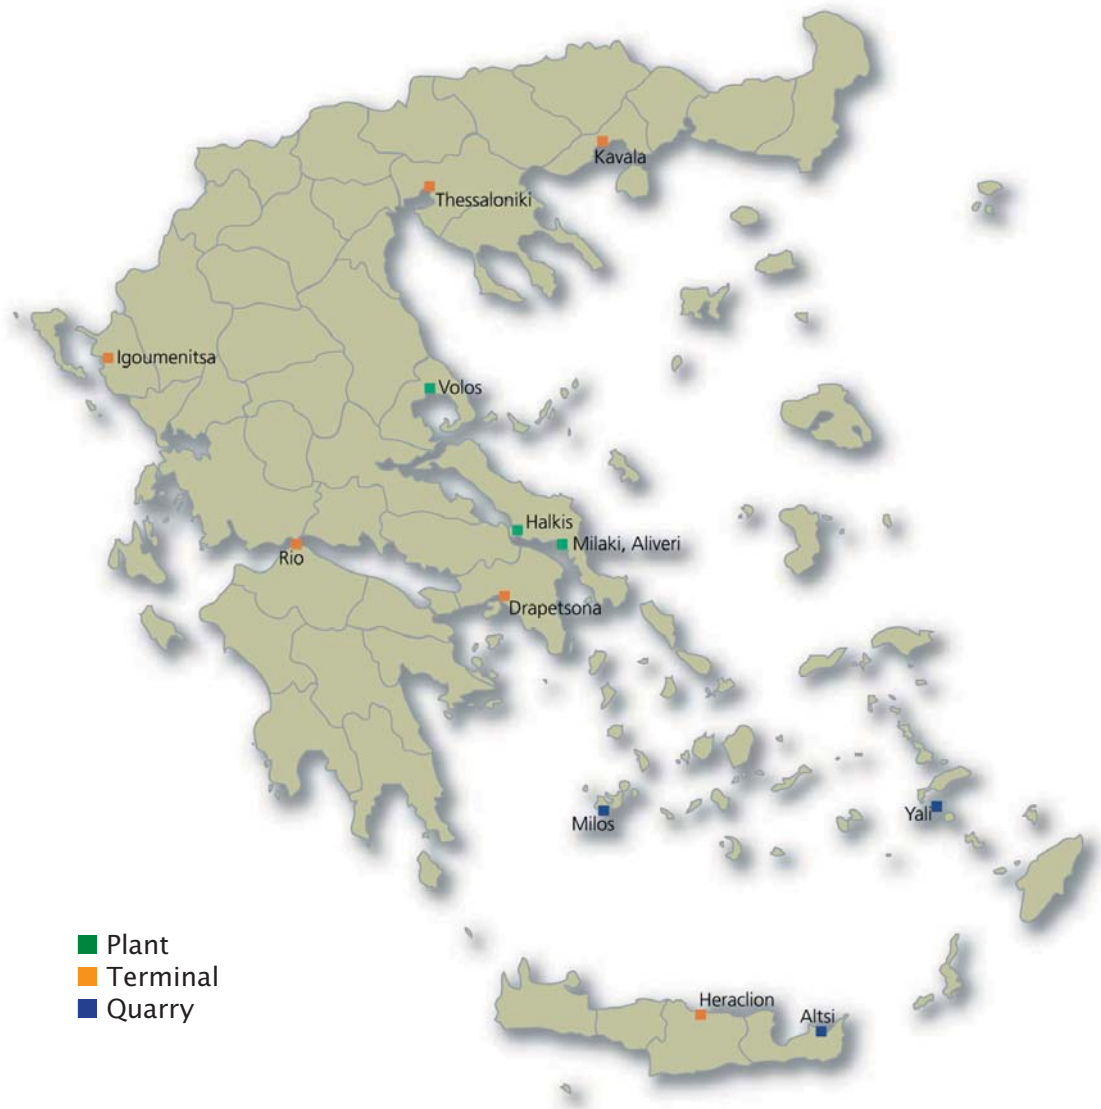 Kavala
Thessaloniki
Igoumenitsa
Volos
Halkis
Milaki, Aliveri
Rio
Drapetsona
Milos
Yali
Plant
Terminal
Quarry
Heraclion
Altsi